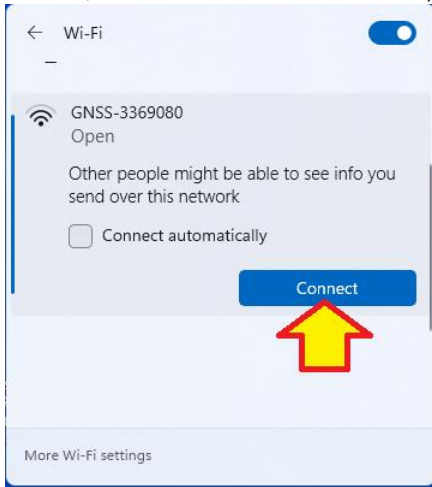 Wi-Fi
GNSS-3369080
Open
Other people might be able to see info you
send over this network
Connect automatically
Connect
More Wi-Fi settings